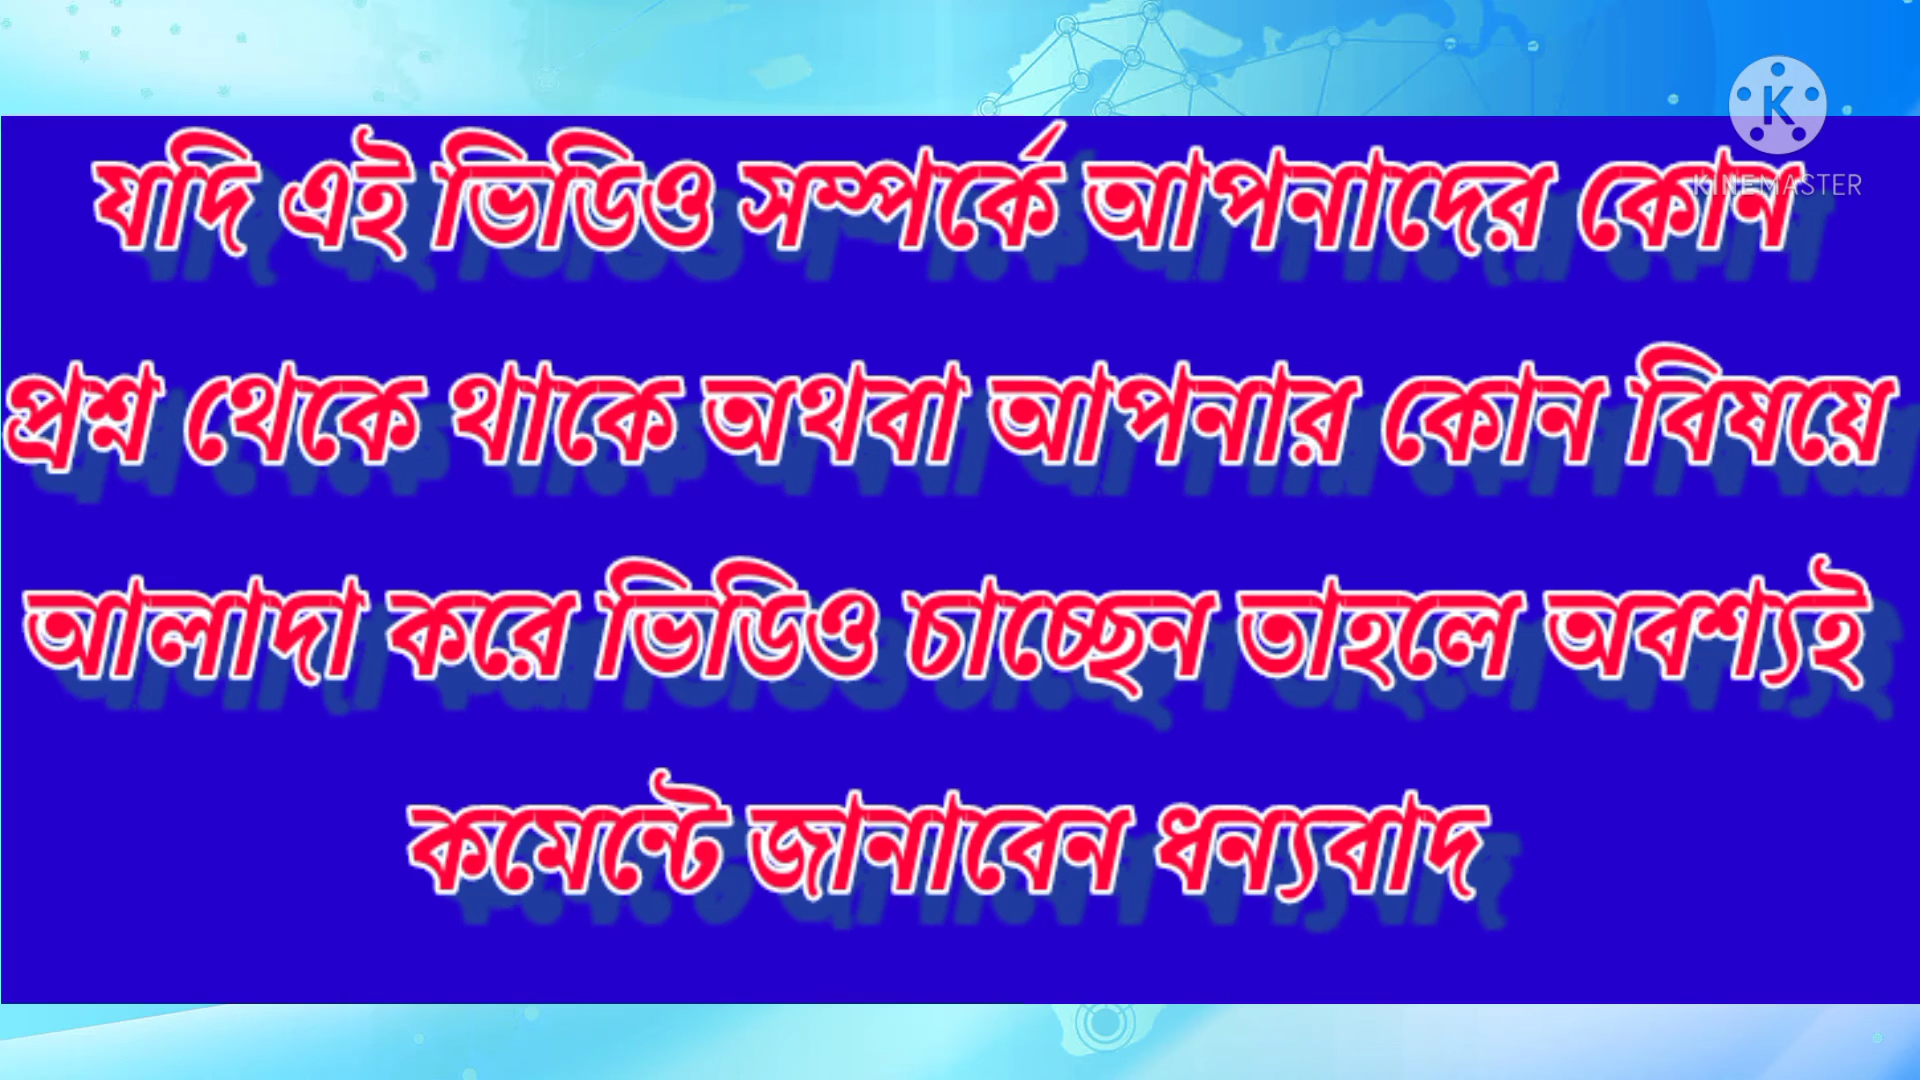 যদি এই ভিডিও সম্পর্কে আপনাদের কোন
প্রশ্ন থেকে থাকে অথবা আপনার কোন বিষয়ে
আলাদা করে ভিডিও চাচ্ছেন তাহলে অবশ্যই
কমেন্টে জানাবেন ধন্যবাদ
K
KINEMASTER